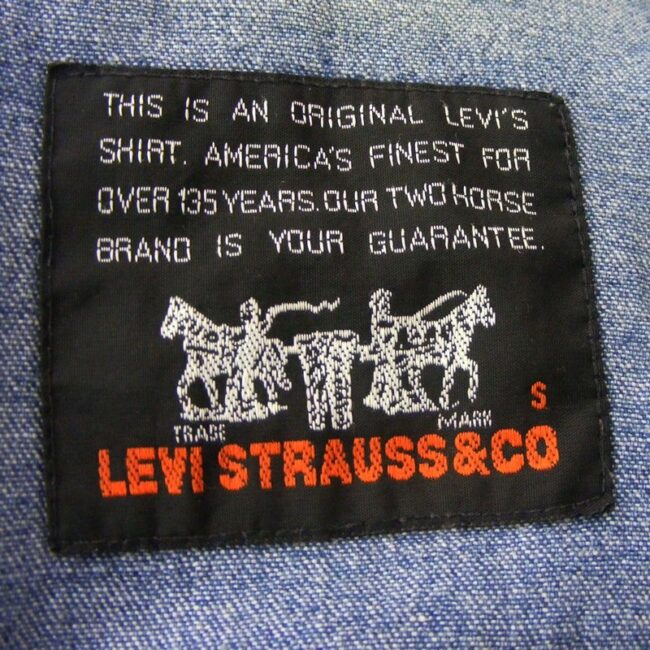 THIS IS AN ORIGINAL LEVI'S
SHIRT. AMERICA'S FINEST FOR
OVER 135 YEARS. OUR TWO HORSE
BRAND IS YOUR GUARANTEE.
S
TRADE MARK
LEVI STRAUSS&CO